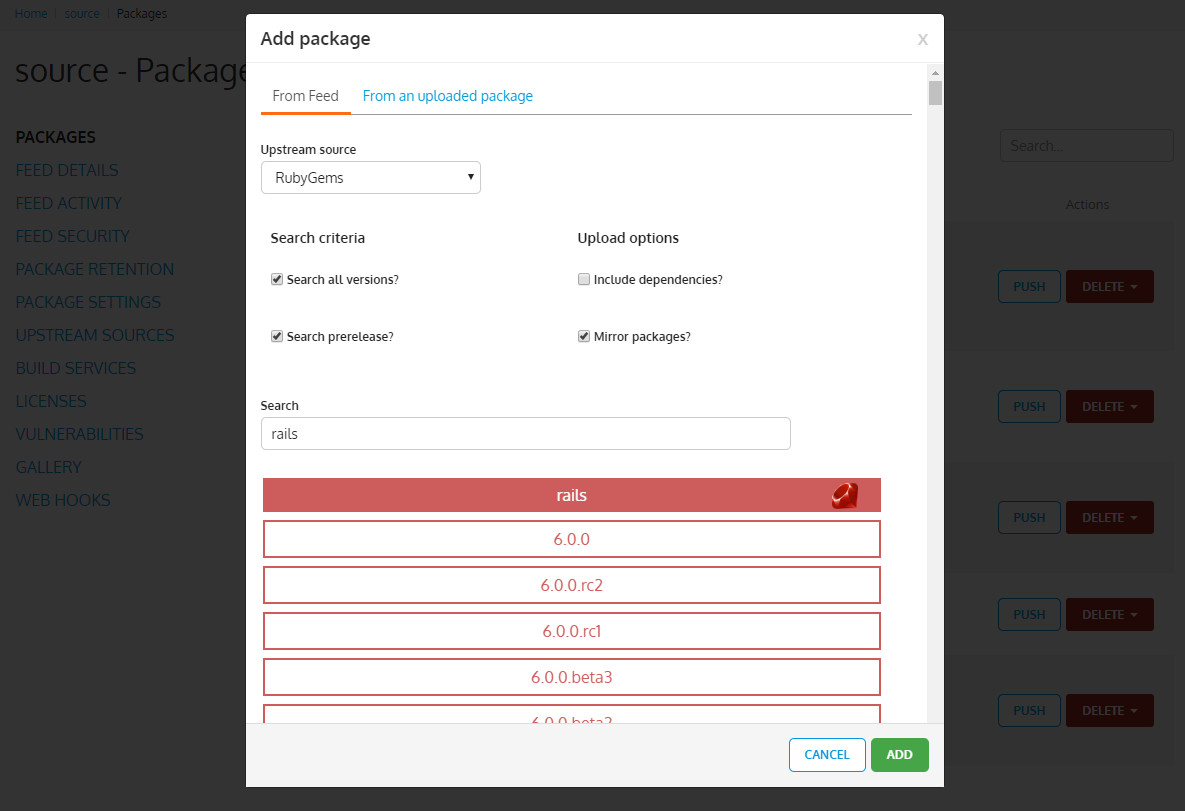 Home source Packages
source - Package
PACKAGES
FEED DETAILS
FEED ACTIVITY
FEED SECURITY
PACKAGE RETENTION
PACKAGE SETTINGS
UPSTREAM SOURCES
BUILD SERVICES
LICENSES
VULNERABILITIES
GALLERY
WEB HOOKS
Add package X
From Feed From an uploaded package
Upstream source
RubyGems
Search criteria Upload options
Search all versions? Include dependencies?
Search prerelease? Mirror packages?
Search
rails
rails
6.0.0
6.0.0.rc2
6.0.0.rc1
6.0.0.beta3
6.0.0.beta2
CANCEL ADD
Search...
Actions
PUSH DELETE
PUSH DELETE
PUSH DELETE
PUSH DELETE
PUSH DELETE